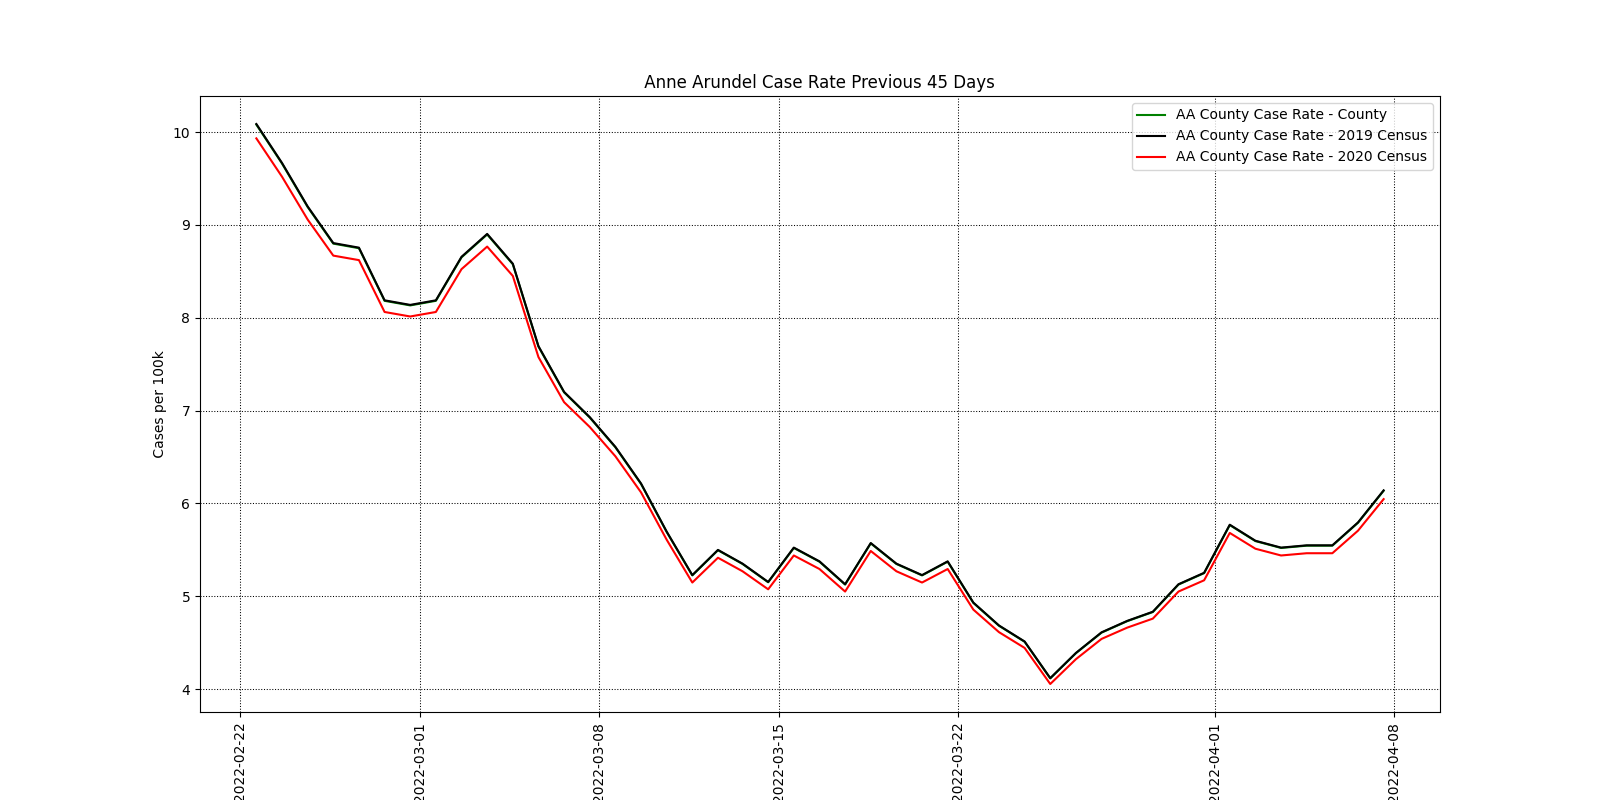 Anne Arundel Case Rate Previous 45 Days
AA County Case Rate - County
AA County Case Rate - 2019 Census
AA County Case Rate - 2020 Census
10
9
8
7
6
5
4
Cases per 100k
2022-02-22
2022-03-01
2022-03-08
2022-03-15
2022-03-22
2022-04-01
2022-04-08